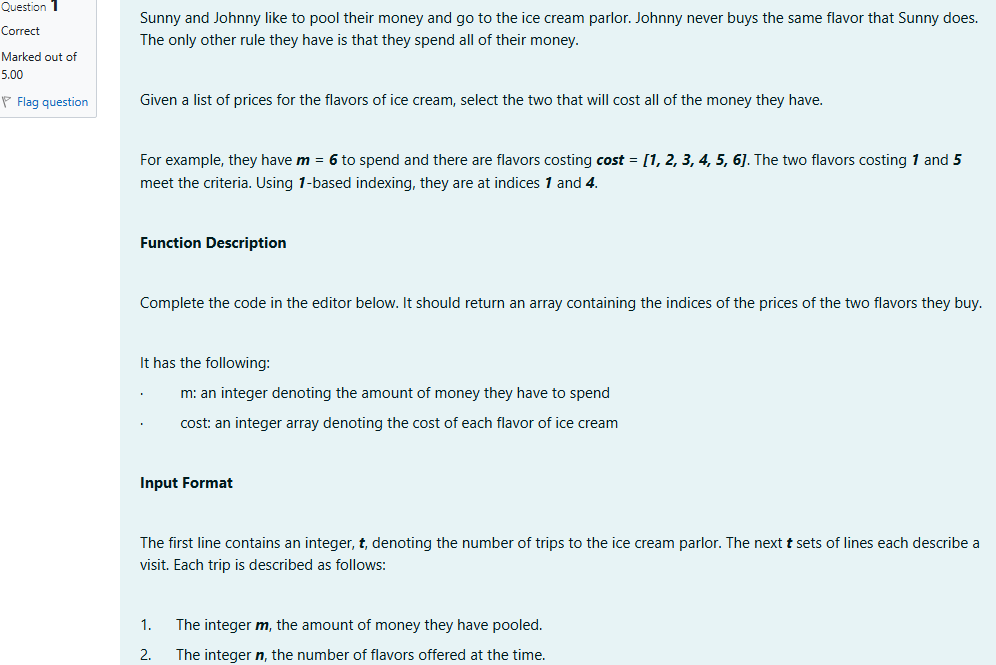 Question 1
Correct
Marked out of
5.00
Flag question
Sunny and Johnny like to pool their money and go to the ice cream parlor. Johnny never buys the same flavor that Sunny does.
The only other rule they have is that they spend all of their money.
Given a list of prices for the flavors of ice cream, select the two that will cost all of the money they have.
For example, they have m = 6 to spend and there are flavors costing cost = [1, 2, 3, 4, 5, 6]. The two flavors costing 1 and 5
meet the criteria. Using 1-based indexing, they are at indices 1 and 4.
Function Description
Complete the code in the editor below. It should return an array containing the indices of the prices of the two flavors they buy.
It has the following:
· m: an integer denoting the amount of money they have to spend
· cost: an integer array denoting the cost of each flavor of ice cream
Input Format
The first line contains an integer, t, denoting the number of trips to the ice cream parlor. The next t sets of lines each describe a
visit. Each trip is described as follows:
1. The integer m, the amount of money they have pooled.
2. The integer n, the number of flavors offered at the time.